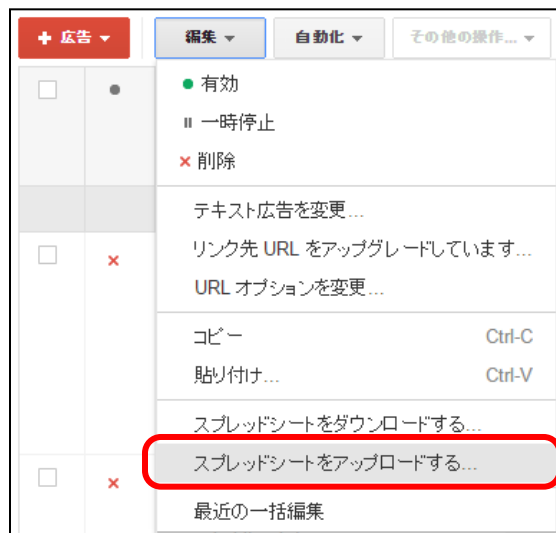 + 広告 編集 自動化 その他の操作...
有効
一時停止
削除
テキスト広告を変更...
リンク先 URL をアップグレードしています...
URL オプションを変更...
コピー Ctrl-C
貼り付け... Ctrl-V
スプレッドシートをダウンロードする...
スプレッドシートをアップロードする...
最近の一括編集